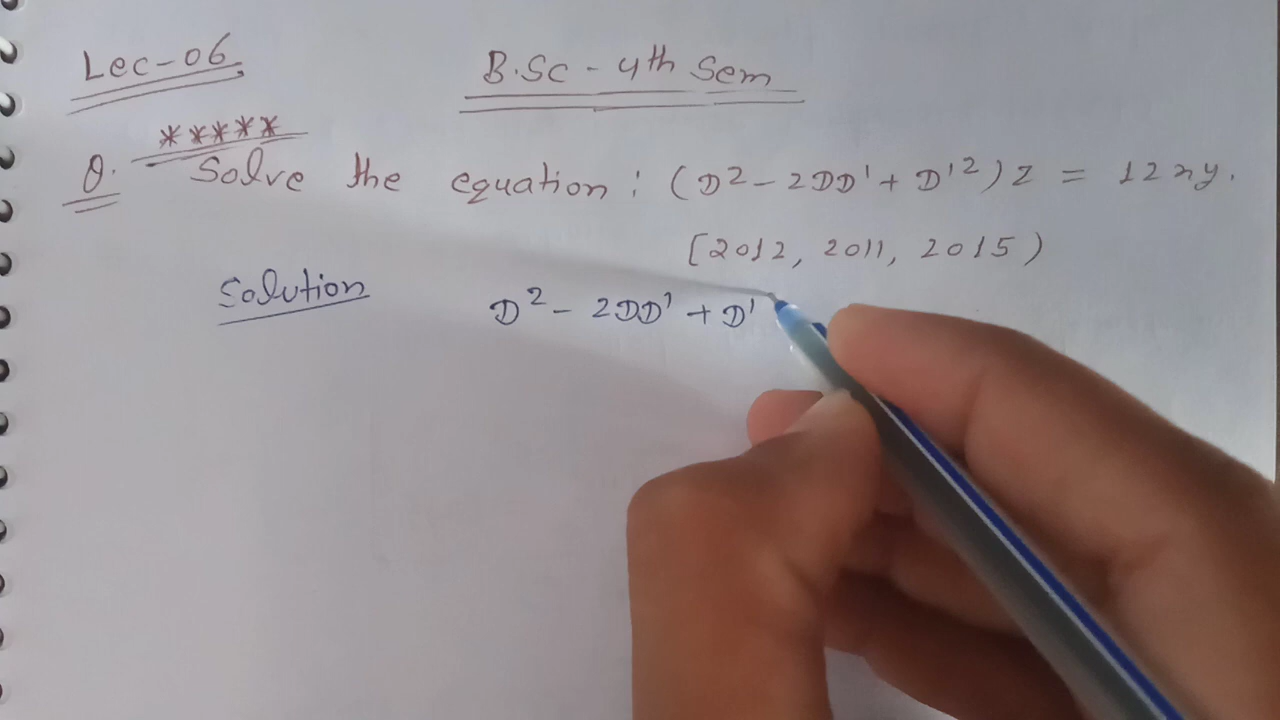 Lec-06
B.Sc - 4th Sem
*****
Q. Solve the equation : (D² - 2DD' + D'²)Z = 12xy.
[2012, 2011, 2015)
Solution D² - 2DD' + D'